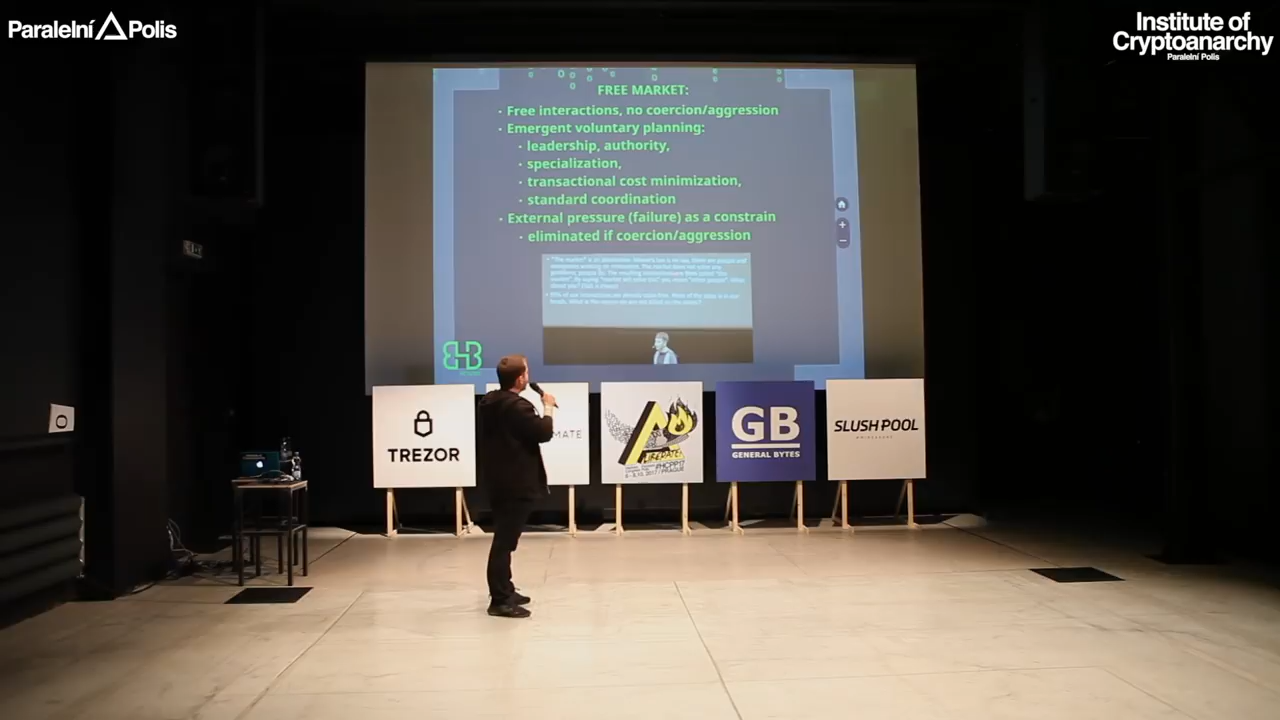 Paralelní Polis
Institute of
Cryptoanarchy
Paralelní Polis
FREE MARKET:
· Free interactions, no coercion/aggression
· Emergent voluntary planning:
· leadership, authority,
· specialization,
· transactional cost minimization,
· standard coordination
· External pressure (failure) as a constrain
· eliminated if coercion/aggression
TREZOR
MATE
#HCPP17
PRAGUE
GB
GENERAL BYTES
SLUSH POOL